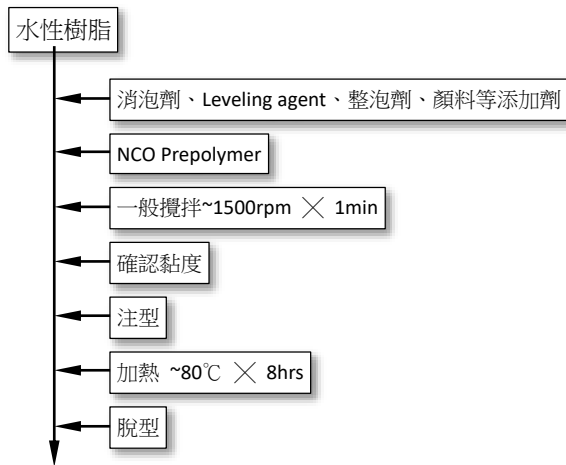 水性樹脂
消泡劑、Leveling agent、整泡劑、顏料等添加劑
NCO Prepolymer
一般攪拌~1500rpm ╳ 1min
確認黏度
注型
加熱 ~80℃ ╳ 8hrs
脫型